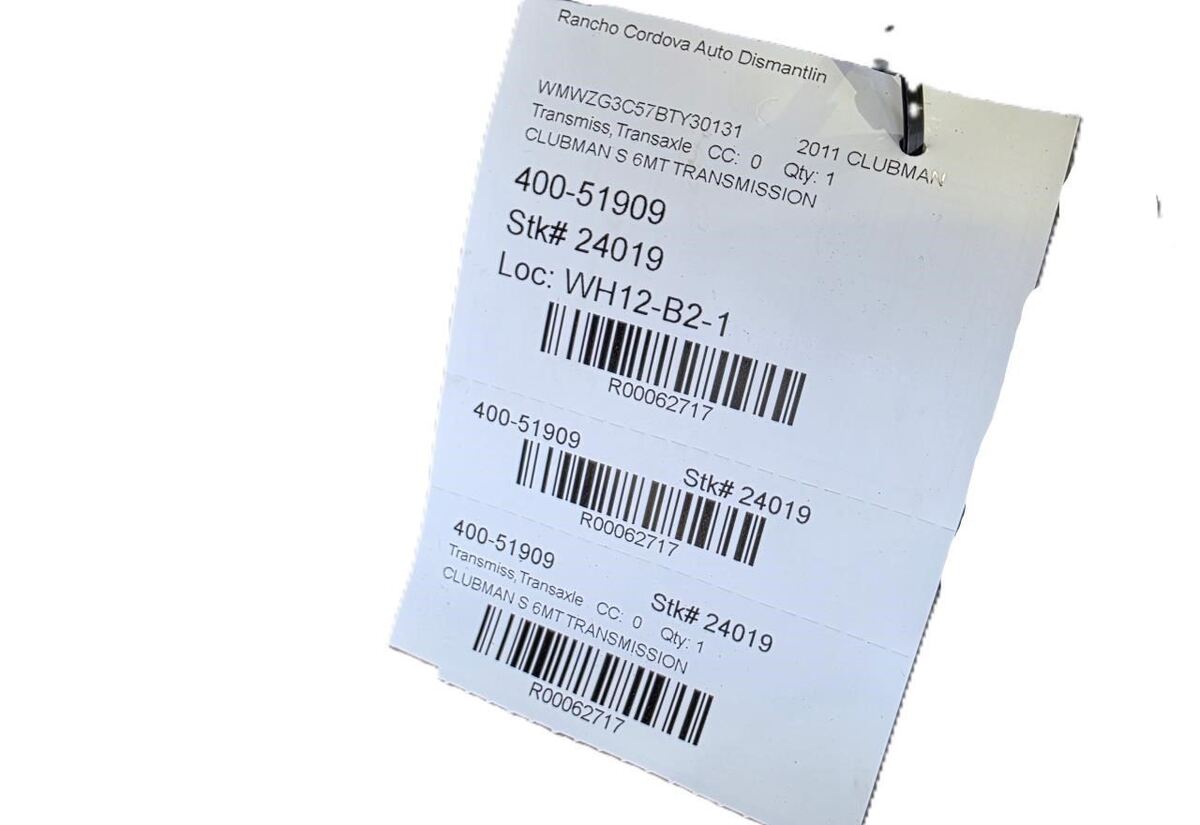 Rancho Cordova Auto Dismantlin
WMWZG3C57BTY30131 2011 CLUBMAN
Transmiss,Transaxle CC: 0 Qty: 1
CLUBMAN S 6MT TRANSMISSION
400-51909
Stk# 24019
Loc: WH12-B2-1
R00062717
400-51909 Stk# 24019
R00062717
400-51909 Stk# 24019
Transmiss,Transaxle CC: 0 Qty: 1
CLUBMAN S 6MT TRANSMISSION
R00062717